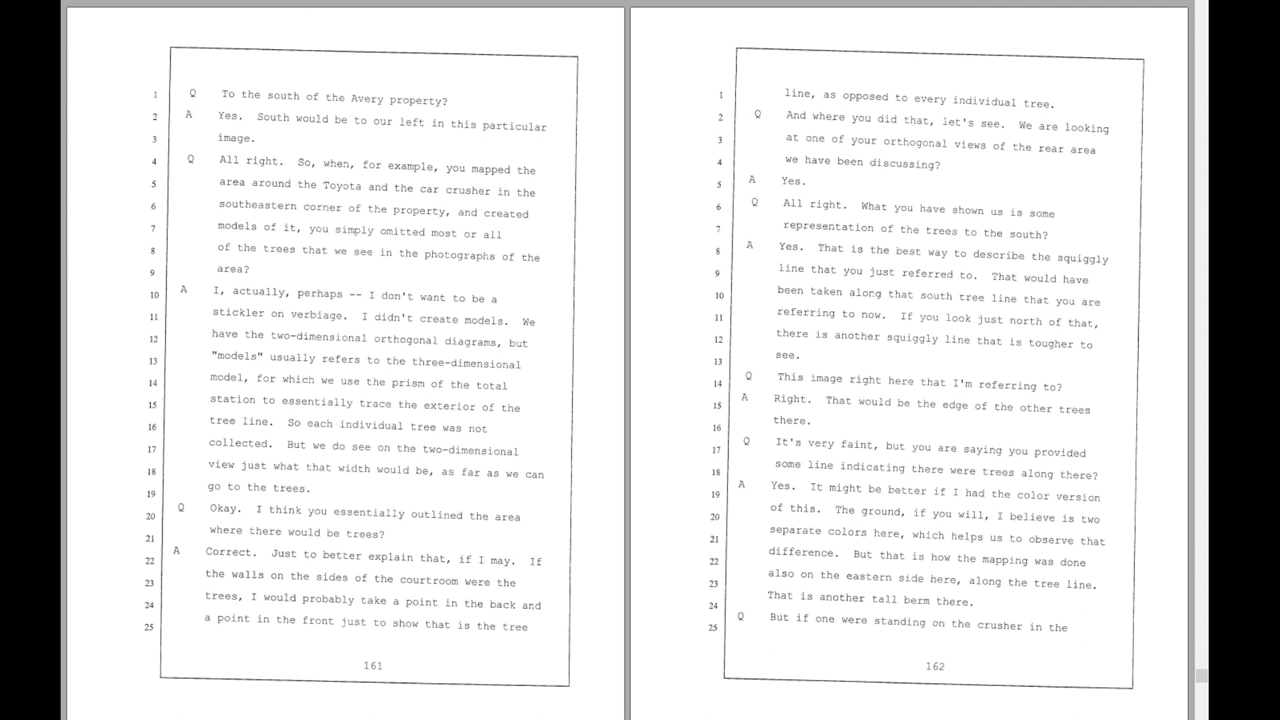 1 Q To the south of the Avery property?
2 A Yes. South would be to our left in this particular
3 image.
4 Q All right. So, when, for example, you mapped the
5 area around the Toyota and the car crusher in the
6 southeastern corner of the property, and created
7 models of it, you simply omitted most or all
8 of the trees that we see in the photographs of the
9 area?
10 A I, actually, perhaps -- I don't want to be a
11 stickler on verbiage. I didn't create models. We
12 have the two-dimensional orthogonal diagrams, but
13 "models" usually refers to the three-dimensional
14 model, for which we use the prism of the total
15 station to essentially trace the exterior of the
16 tree line. So each individual tree was not
17 collected. But we do see on the two-dimensional
18 view just what that width would be, as far as we can
19 go to the trees.
20 Q Okay. I think you essentially outlined the area
21 where there would be trees?
22 A Correct. Just to better explain that, if I may. If
23 the walls on the sides of the courtroom were the
24 trees, I would probably take a point in the back and
25 a point in the front just to show that is the tree
161
1 line, as opposed to every individual tree.
2 Q And where you did that, let's see. We are looking
3 at one of your orthogonal views of the rear area
4 we have been discussing?
5 A Yes.
6 Q All right. What you have shown us is some
7 representation of the trees to the south?
8 A Yes. That is the best way to describe the squiggly
9 line that you just referred to. That would have
10 been taken along that south tree line that you are
11 referring to now. If you look just north of that,
12 there is another squiggly line that is tougher to
13 see.
14 Q This image right here that I'm referring to?
15 A Right. That would be the edge of the other trees
16 there.
17 Q It's very faint, but you are saying you provided
18 some line indicating there were trees along there?
19 A Yes. It might be better if I had the color version
20 of this. The ground, if you will, I believe is two
21 separate colors here, which helps us to observe that
22 difference. But that is how the mapping was done
23 also on the eastern side here, along the tree line.
24 That is another tall berm there.
25 Q But if one were standing on the crusher in the
162